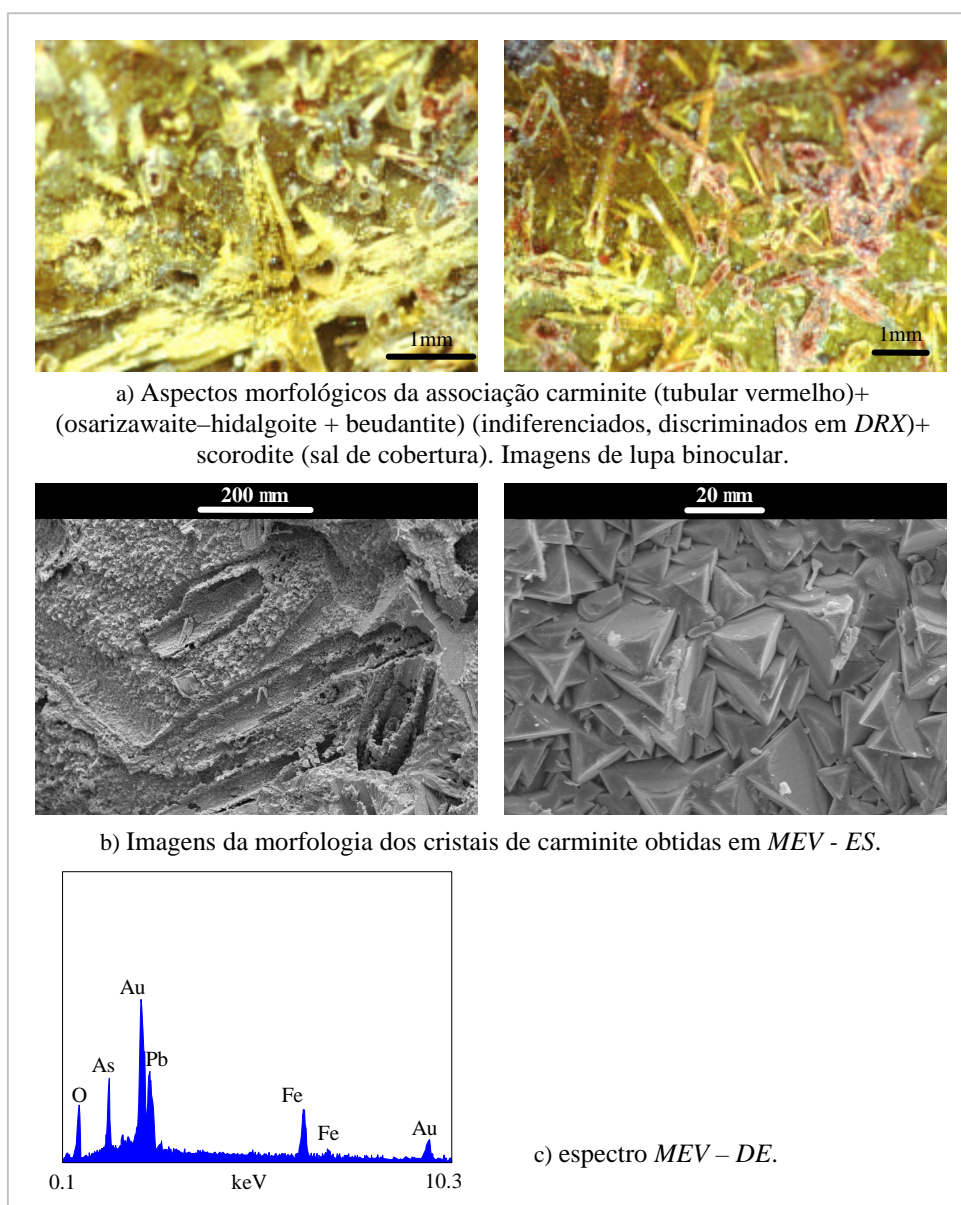 1mm
1mm
a) Aspectos morfológicos da associação carminite (tubular vermelho)+
(osarizawaite–hidalgoite + beudantite) (indiferenciados, discriminados em DRX)+
scorodite (sal de cobertura). Imagens de lupa binocular.
200 mm
20 mm
b) Imagens da morfologia dos cristais de carminite obtidas em MEV - ES.
Au
As
Pb
O
Fe
Fe
Au
0.1
keV
10.3
c) espectro MEV – DE.